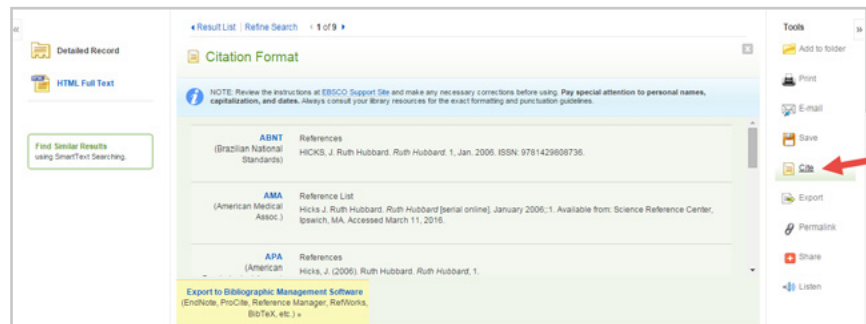 «
Detailed Record
HTML Full Text
Find Similar Results
using SmartText Searching.
Result List | Refine Search 1 of 9
Citation Format
NOTE: Review the instructions at EBSCO Support Site and make any necessary corrections before using. Pay special attention to personal names,
capitalization, and dates. Always consult your library resources for the exact formatting and punctuation guidelines.
ABNT
(Brazilian National
Standards)
References
HICKS, J. Ruth Hubbard. Ruth Hubbard. 1, Jan. 2006. ISSN: 9781429808736.
AMA
(American Medical
Assoc.)
Reference List
Hicks J. Ruth Hubbard. Ruth Hubbard [serial online]. January 2006;:1. Available from: Science Reference Center,
Ipswich, MA. Accessed March 11, 2016.
APA
(American
References
Hicks, J. (2006). Ruth Hubbard. Ruth Hubbard, 1.
Export to Bibliographic Management Software
(EndNote, ProCite, Reference Manager, RefWorks,
BibTeX, etc.) »
Tools
»
Add to folder
Print
E-mail
Save
Cite
Export
Permalink
Share
Listen